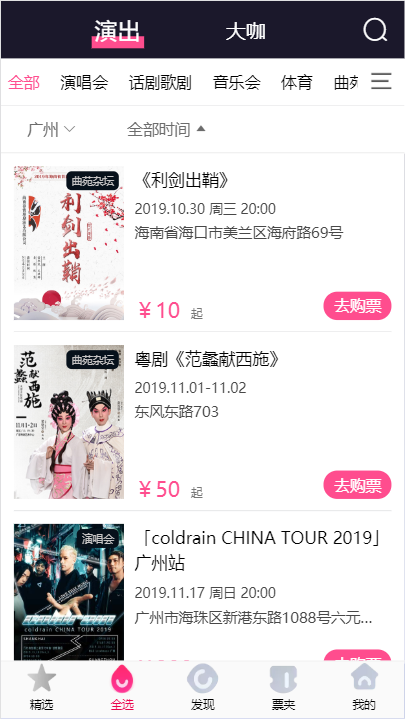 演出
大咖
全部 演唱会 话剧歌剧 音乐会 体育 曲
广州
全部时间
曲苑杂坛
利剑出鞘
《利剑出鞘》
2019.10.30 周三 20:00
海南省海口市美兰区海府路69号
￥10 起
去购票
曲苑杂坛
范蠡献西施
粤剧《范蠡献西施》
2019.11.01-11.02
东风东路703
￥50 起
去购票
演唱会
coldrain
coldrain CHINA TOUR 2019
SHANGHAI
「coldrain CHINA TOUR 2019」
广州站
2019.11.17 周日 20:00
广州市海珠区新港东路1088号六元...
去购票
精选 全选 发现 票夹 我的